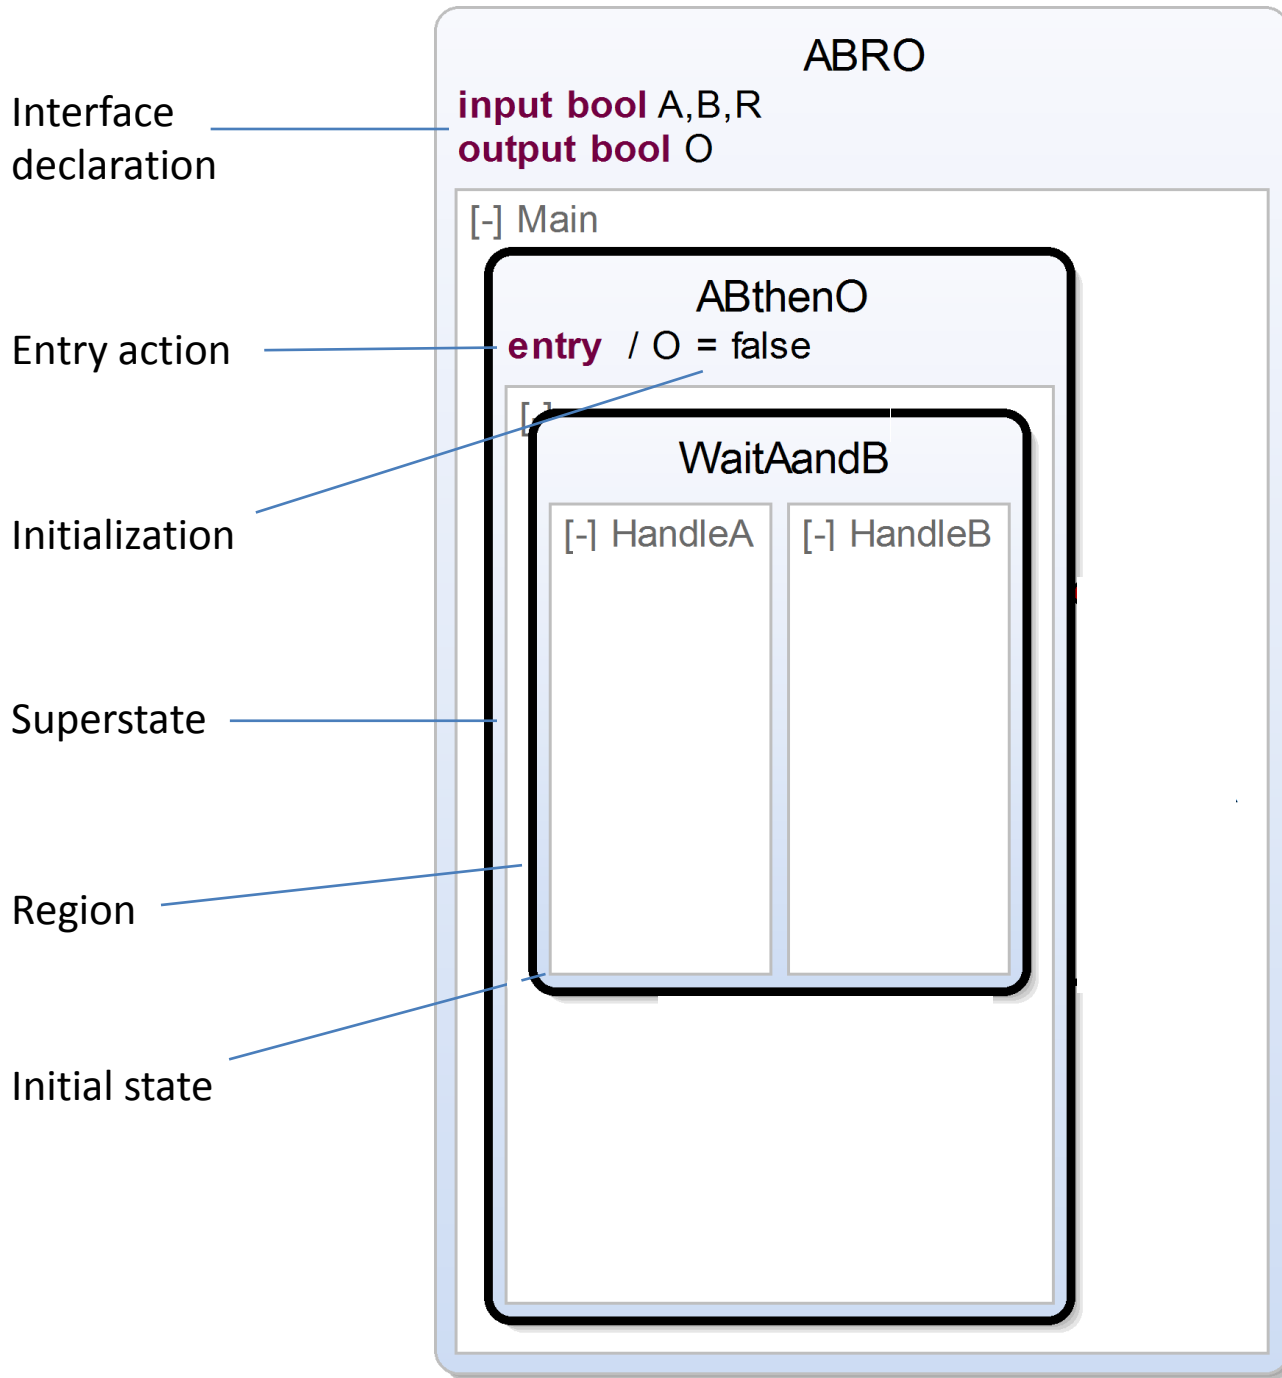 ABRO
Interface
declaration
input bool A,B,R
output bool O
[-] Main
ABthenO
Entry action
entry / O = false
[-]
WaitAandB
Initialization
[-] HandleA
[-] HandleB
Superstate
Region
Initial state